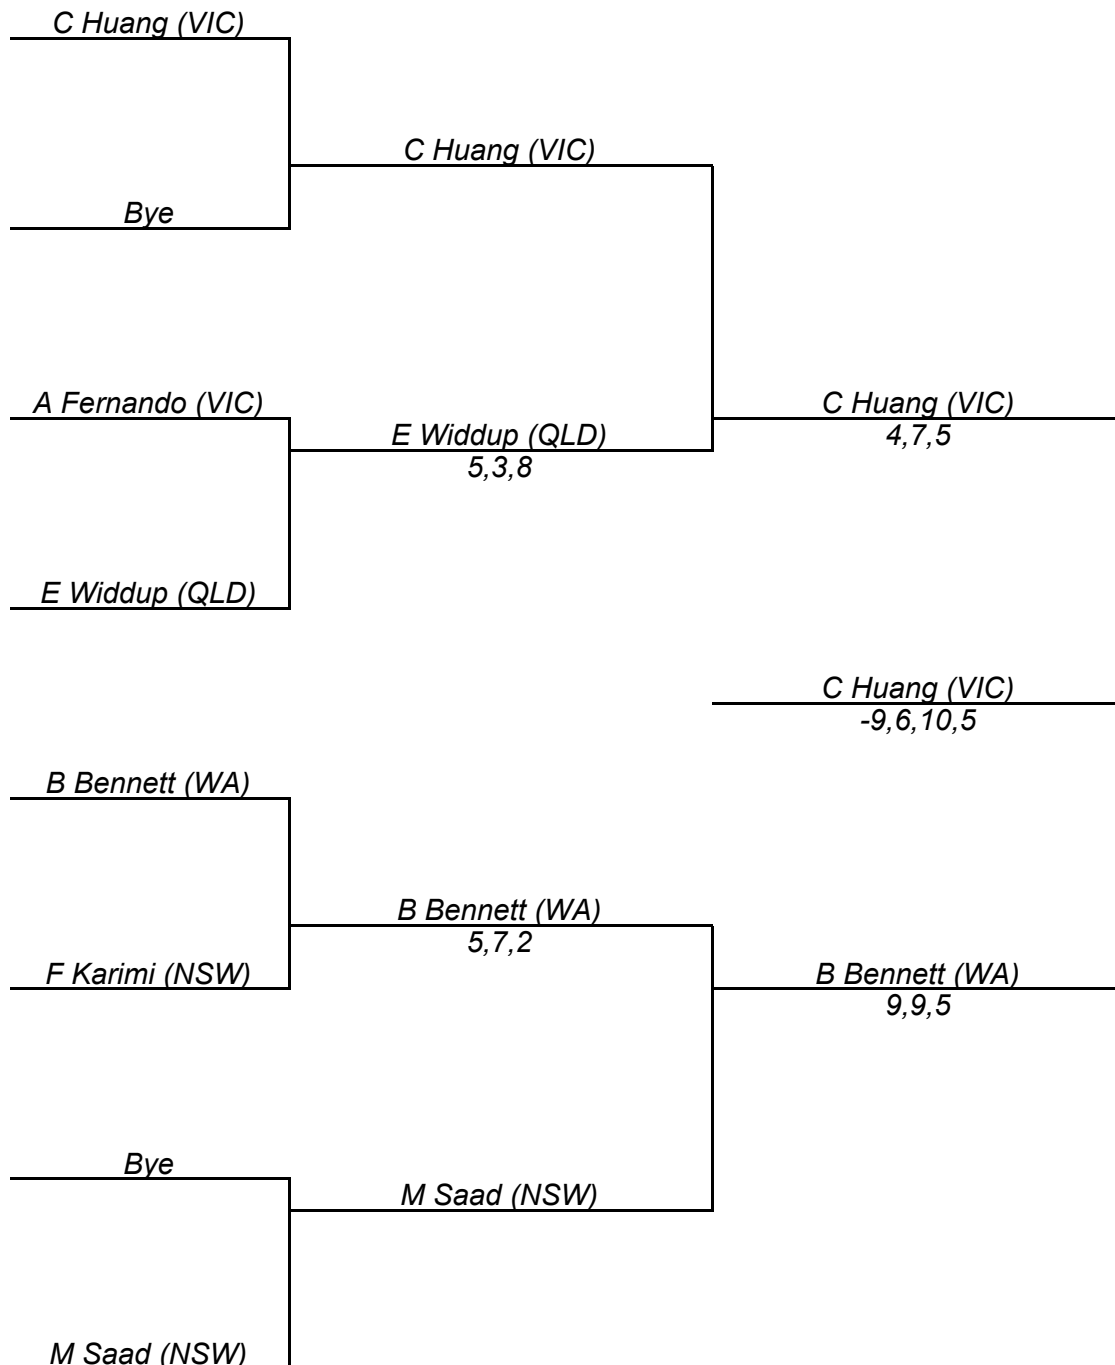 C Huang (VIC)
C Huang (VIC)
Bye
A Fernando (VIC)
C Huang (VIC)
E Widdup (QLD)
4,7,5
5,3,8
E Widdup (QLD)
C Huang (VIC)
-9,6,10,5
B Bennett (WA)
B Bennett (WA)
5,7,2
F Karimi (NSW)
B Bennett (WA)
9,9,5
Bye
M Saad (NSW)
M Saad (NSW)